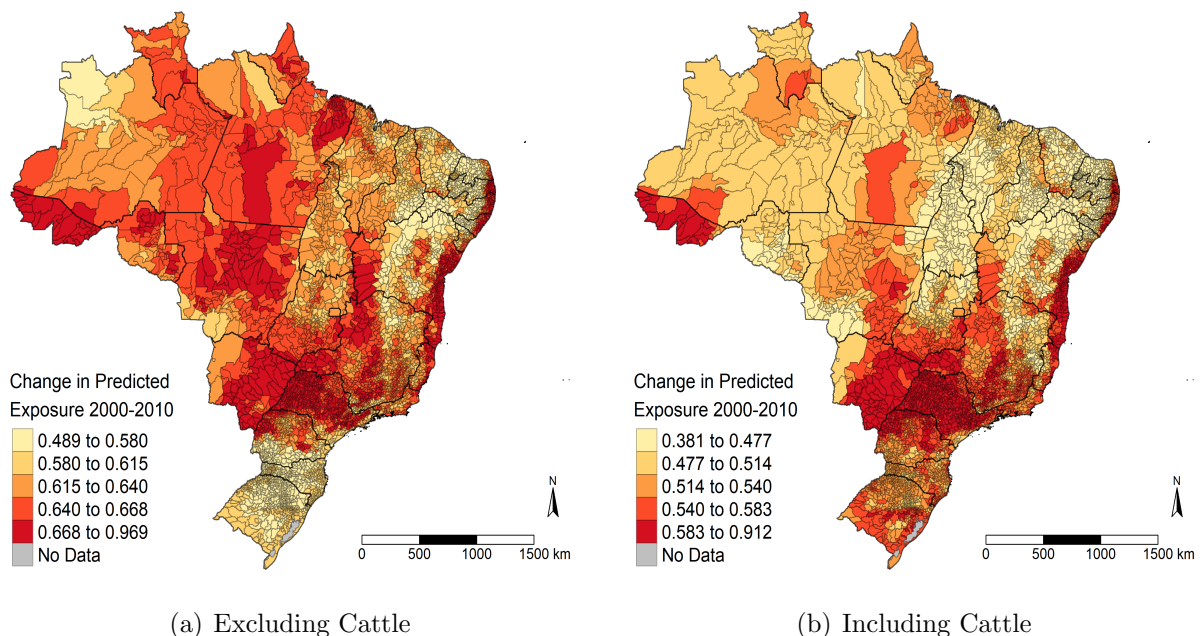 Change in Predicted
Exposure 2000-2010
0.489 to 0.580
0.580 to 0.615
0.615 to 0.640
0.640 to 0.668
0.668 to 0.969
No Data
N
0 500 1000 1500 km
(a) Excluding Cattle
Change in Predicted
Exposure 2000-2010
0.381 to 0.477
0.477 to 0.514
0.514 to 0.540
0.540 to 0.583
0.583 to 0.912
No Data
N
0 500 1000 1500 km
(b) Including Cattle